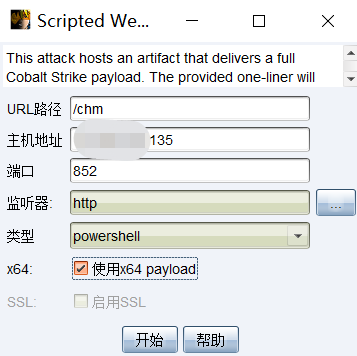 Scripted We...
This attack hosts an artifact that delivers a full
Cobalt Strike payload. The provided one-liner will
URL路径 /chm
主机地址 135
端口 852
监听器: http ...
类型 powershell
x64: 使用x64 payload
SSL: 启用SSL
开始 帮助